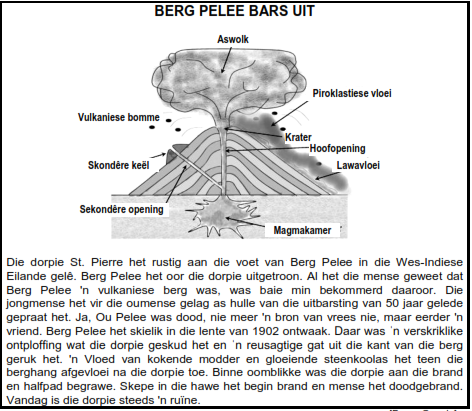 BERG PELEE BARS UIT
Aswolk
Piroklastiese vloei
Vulkaniese bomme
Krater
Hoofopening
Skondêre keël
Lawavloei
Sekondêre opening
Magmakamer
Die dorpie St. Pierre het rustig aan die voet van Berg Pelee in die Wes-Indiese
Eilande gelê. Berg Pelee het oor die dorpie uitgetroon. Al het die mense geweet dat
Berg Pelee 'n vulkaniese berg was, was baie min bekommerd daaroor. Die
jongmense het vir die oumense gelag as hulle van die uitbarsting van 50 jaar gelede
gepraat het. Ja, Ou Pelee was dood, nie meer 'n bron van vrees nie, maar eerder 'n
vriend. Berg Pelee het skielik in die lente van 1902 ontwaak. Daar was 'n verskriklike
ontploffing wat die dorpie geskud het en 'n reusagtige gat uit die kant van die berg
geruk het. 'n Vloed van kokende modder en gloeiende steenkoolas het teen die
berghang afgevloei na die dorpie toe. Binne oomblikke was die dorpie aan die brand
en halfpad begrawe. Skepe in die hawe het begin brand en mense het doodgebrand.
Vandag is die dorpie steeds 'n ruïne.